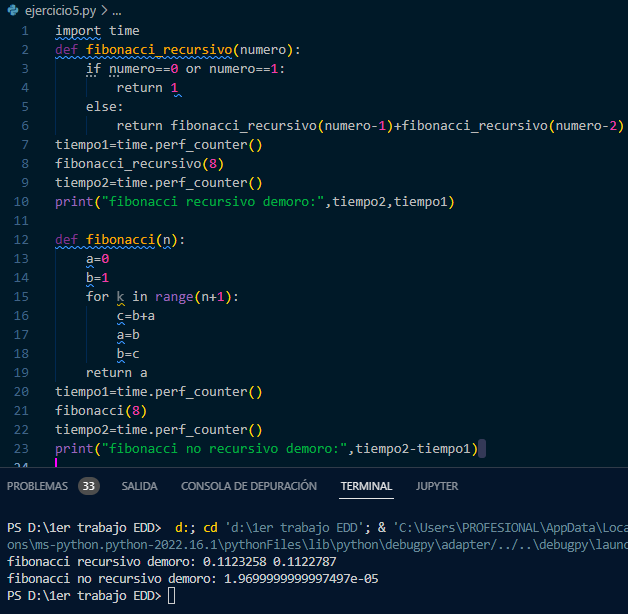 ejercicio5.py > ...
1 import time
2 def fibonacci_recursivo(numero):
3     if numero==0 or numero==1:
4         return 1
5     else:
6         return fibonacci_recursivo(numero-1)+fibonacci_recursivo(numero-2)
7 tiempo1=time.perf_counter()
8 fibonacci_recursivo(8)
9 tiempo2=time.perf_counter()
10 print("fibonacci recursivo demoro:",tiempo2,tiempo1)
11
12 def fibonacci(n):
13     a=0
14     b=1
15     for k in range(n+1):
16         c=b+a
17         a=b
18         b=c
19     return a
20 tiempo1=time.perf_counter()
21 fibonacci(8)
22 tiempo2=time.perf_counter()
23 print("fibonacci no recursivo demoro:",tiempo2-tiempo1)
24
PROBLEMAS 33 SALIDA CONSOLA DE DEPURACIÓN TERMINAL JUPYTER
PS D:\1er trabajo EDD>  d:; cd 'd:\1er trabajo EDD'; & 'C:\Users\PROFESIONAL\AppData\Loca
ons\ms-python.python-2022.16.1\pythonFiles\lib\python\debugpy\adapter/../..\debugpy\launc
fibonacci recursivo demoro: 0.1123258 0.1122787
fibonacci no recursivo demoro: 1.9699999999997497e-05
PS D:\1er trabajo EDD>